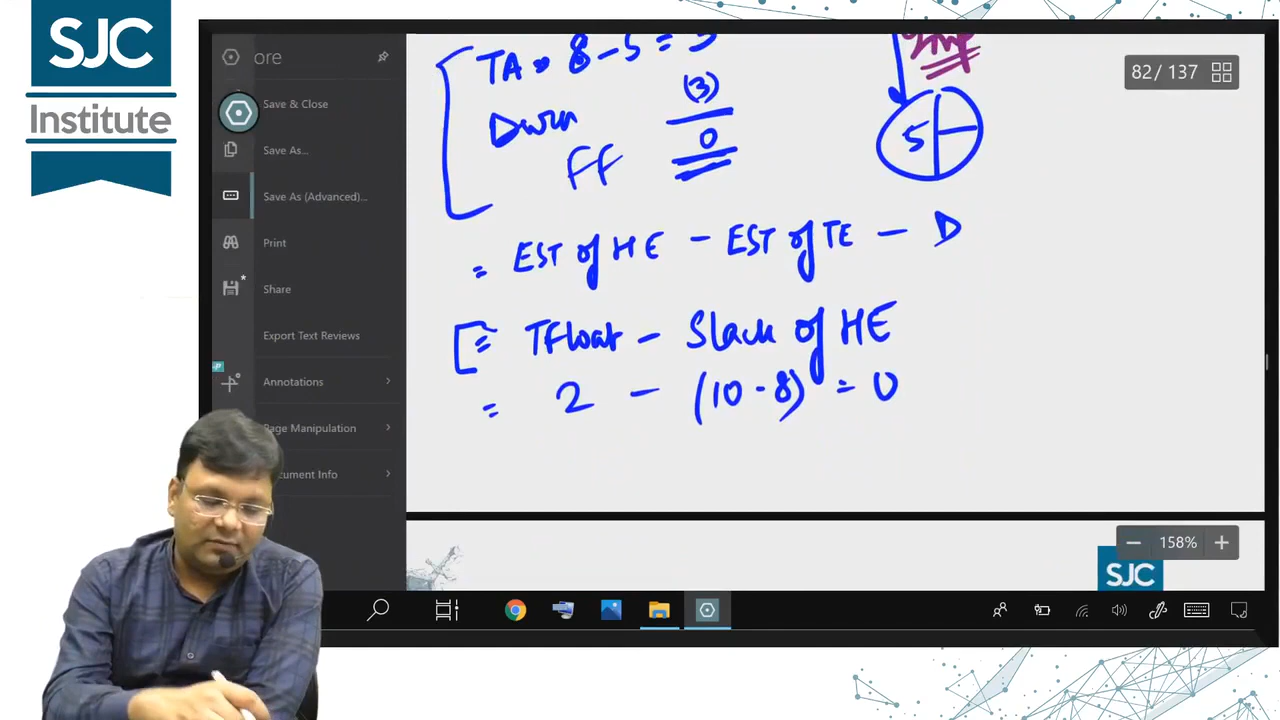 SJC
Institute
ore
Save & Close
Save As...
Save As (Advanced)...
Print
Share
Export Text Reviews
Annotations
Page Manipulation
cument Info
82 / 137
TA = 8 - 5 = 3
Durn (3)
FF 0
5
= EST of HE - EST of TE - D
= TFloat - Slack of HE
= 2 - (10-8) = 0
158%
SJC